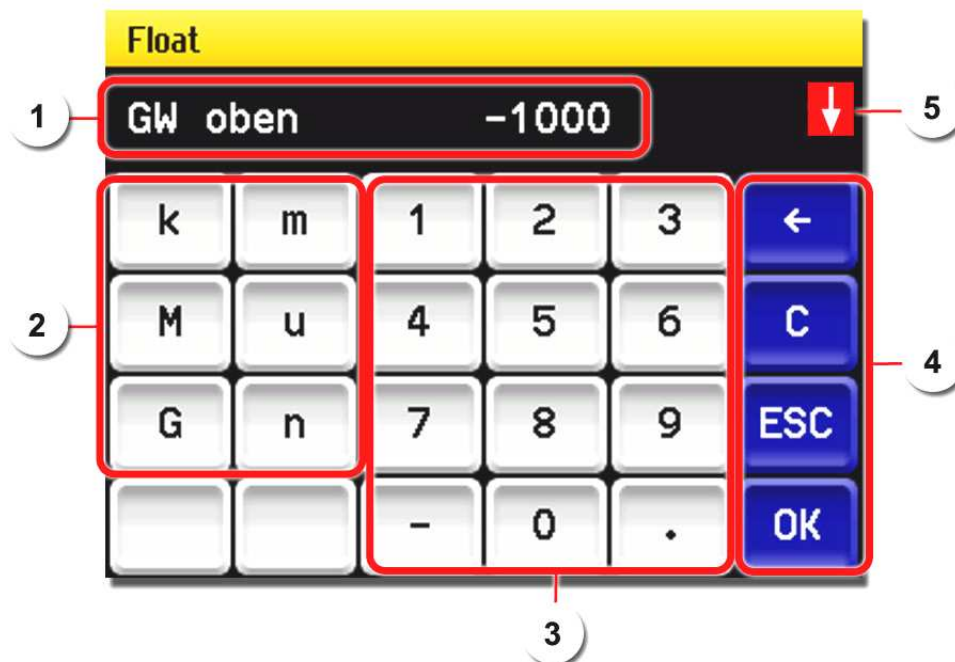 Float
1 GW oben -1000 ↓ 5
k m 1 2 3 ←
2 M u 4 5 6 C 4
G n 7 8 9 ESC
- 0 . OK
3